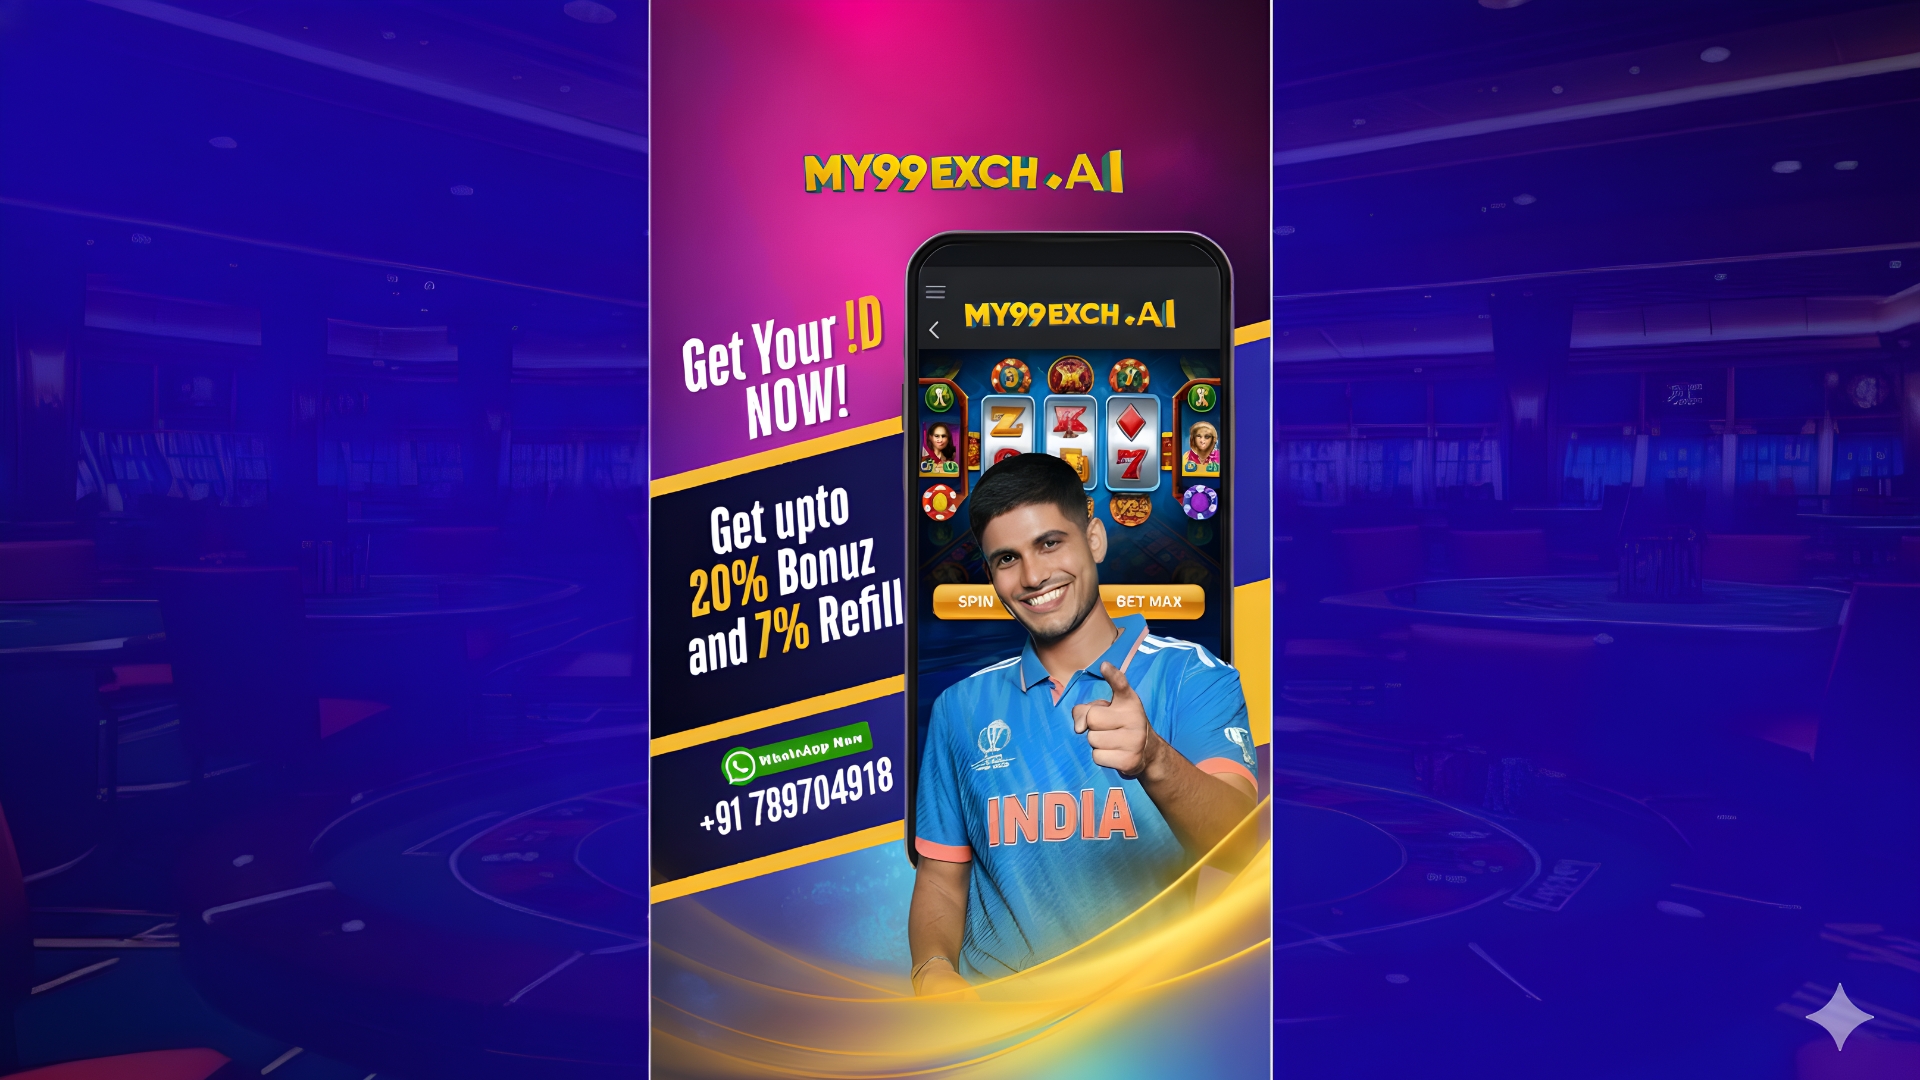 MY99EXCH.AI
MY99EXCH.AI
Get Your !D
NOW!
Get upto
20% Bonuz
and 7% Refill
SPIN
BET MAX
WhatsApp Now
+91 789704918
INDIA